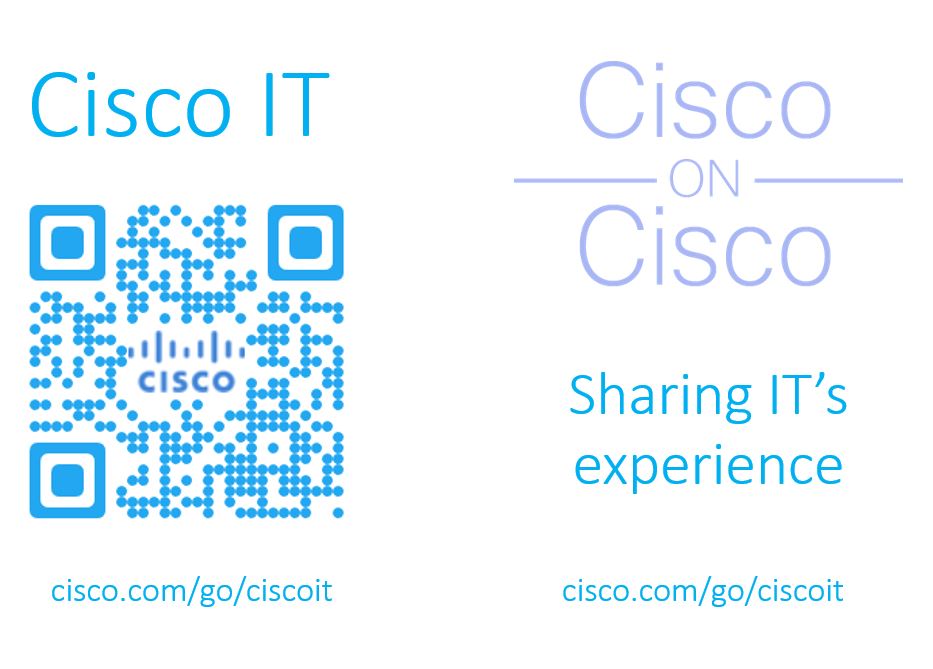 Cisco IT
CISCO
cisco.com/go/ciscoit
Cisco
ON
Cisco
Sharing IT’s
experience
cisco.com/go/ciscoit